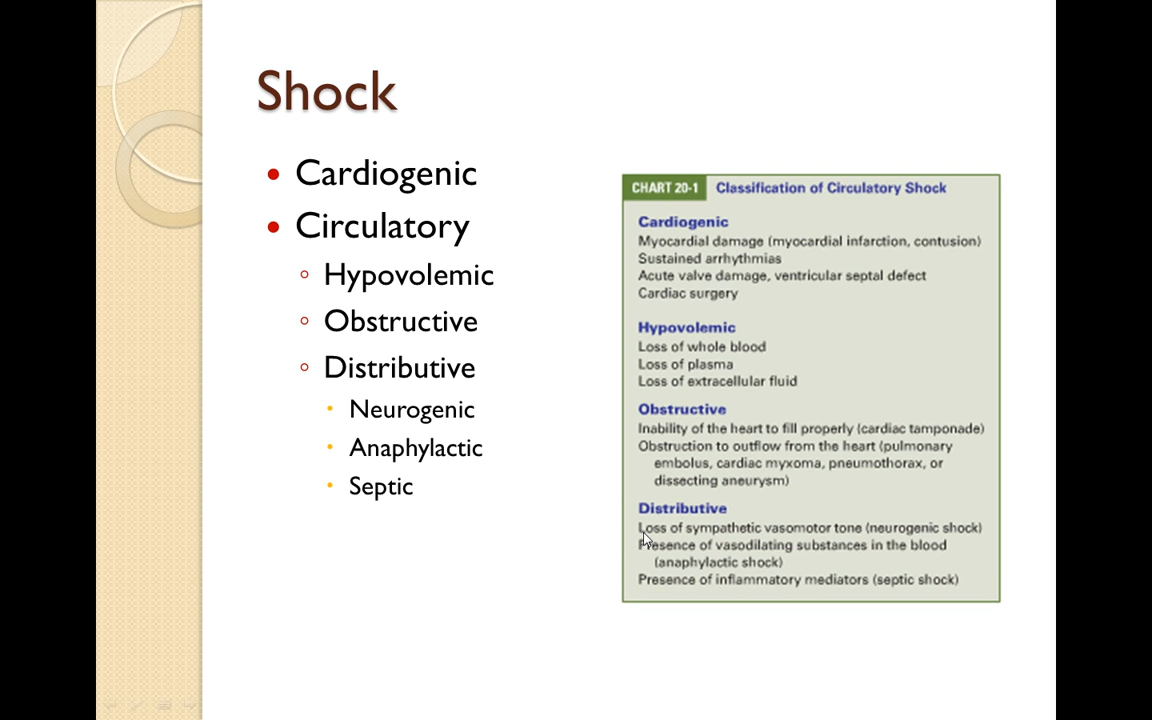 Shock
Cardiogenic
Circulatory
Hypovolemic
Obstructive
Distributive
Neurogenic
Anaphylactic
Septic
CHART 20-1 Classification of Circulatory Shock
Cardiogenic
Myocardial damage (myocardial infarction, contusion)
Sustained arrhythmias
Acute valve damage, ventricular septal defect
Cardiac surgery
Hypovolemic
Loss of whole blood
Loss of plasma
Loss of extracellular fluid
Obstructive
Inability of the heart to fill properly (cardiac tamponade)
Obstruction to outflow from the heart (pulmonary
embolus, cardiac myxoma, pneumothorax, or
dissecting aneurysm)
Distributive
Loss of sympathetic vasomotor tone (neurogenic shock)
Presence of vasodilating substances in the blood
(anaphylactic shock)
Presence of inflammatory mediators (septic shock)